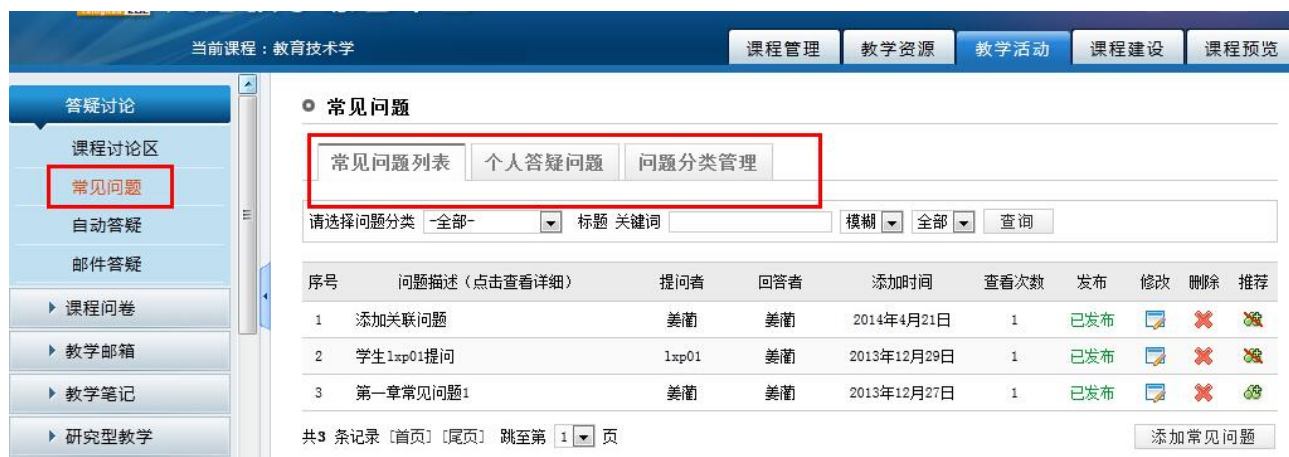 当前课程：教育技术学
课程管理 教学资源 教学活动 课程建设 课程预览
答疑讨论
课程讨论区
常见问题
自动答疑
邮件答疑
课程问卷
教学邮箱
教学笔记
研究型教学
常见问题
常见问题列表 个人答疑问题 问题分类管理
请选择问题分类 -全部- 标题 关键词 模糊 全部 查询
序号 问题描述（点击查看详细） 提问者 回答者 添加时间 查看次数 发布 修改 删除 推荐
1 添加关联问题 姜蔺 姜蔺 2014年4月21日 1 已发布
2 学生lxp01提问 lxp01 姜蔺 2013年12月29日 1 已发布
3 第一章常见问题1 姜蔺 姜蔺 2013年12月27日 1 已发布
共3 条记录 [首页] [尾页] 跳至第 1 页
添加常见问题